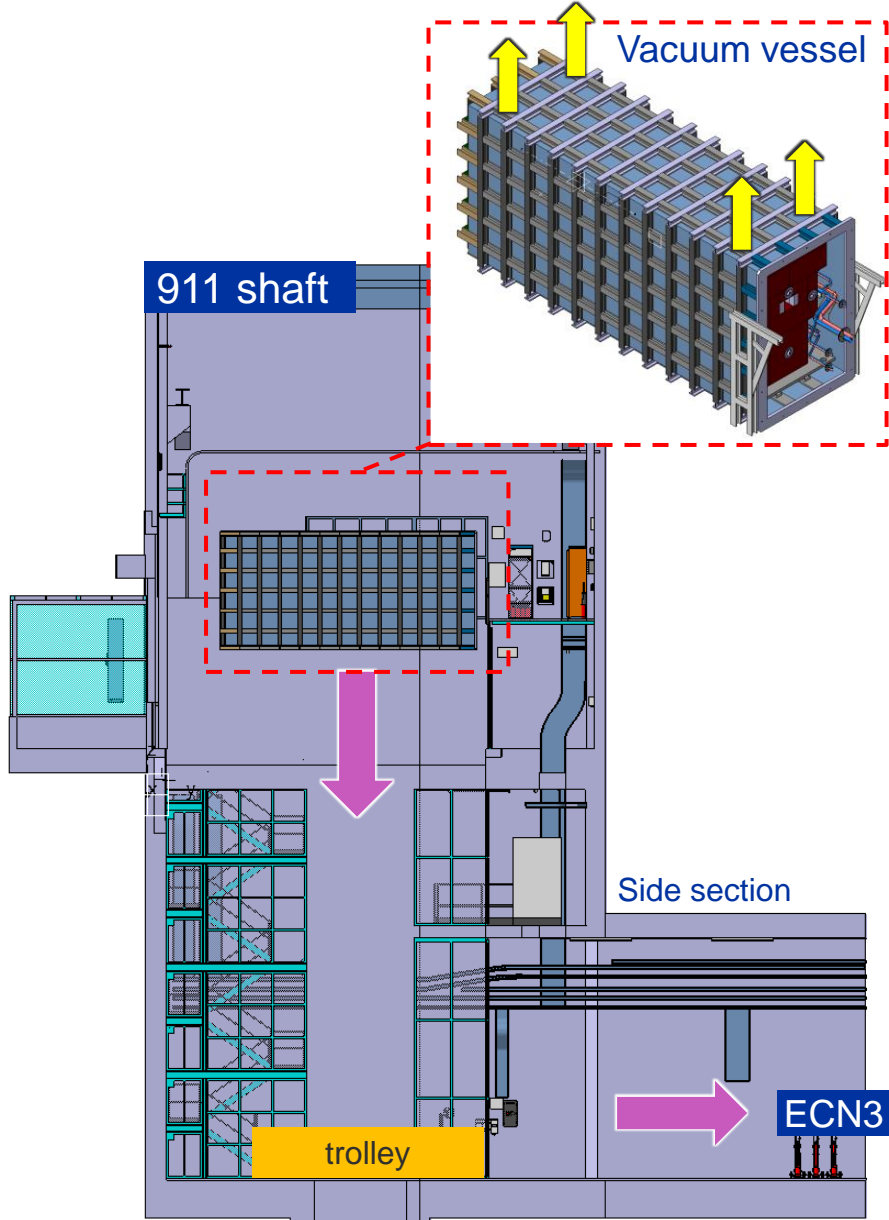 Vacuum vessel
911 shaft
x y
Side section
ECN3
trolley